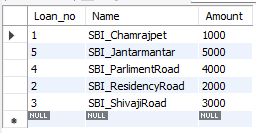 Loan_no Name Amount
1 SBI_Chamrajpet 1000
5 SBI_Jantarmantar 5000
4 SBI_ParlimentRoad 4000
2 SBI_ResidencyRoad 2000
3 SBI_ShivajiRoad 3000
NULL NULL NULL